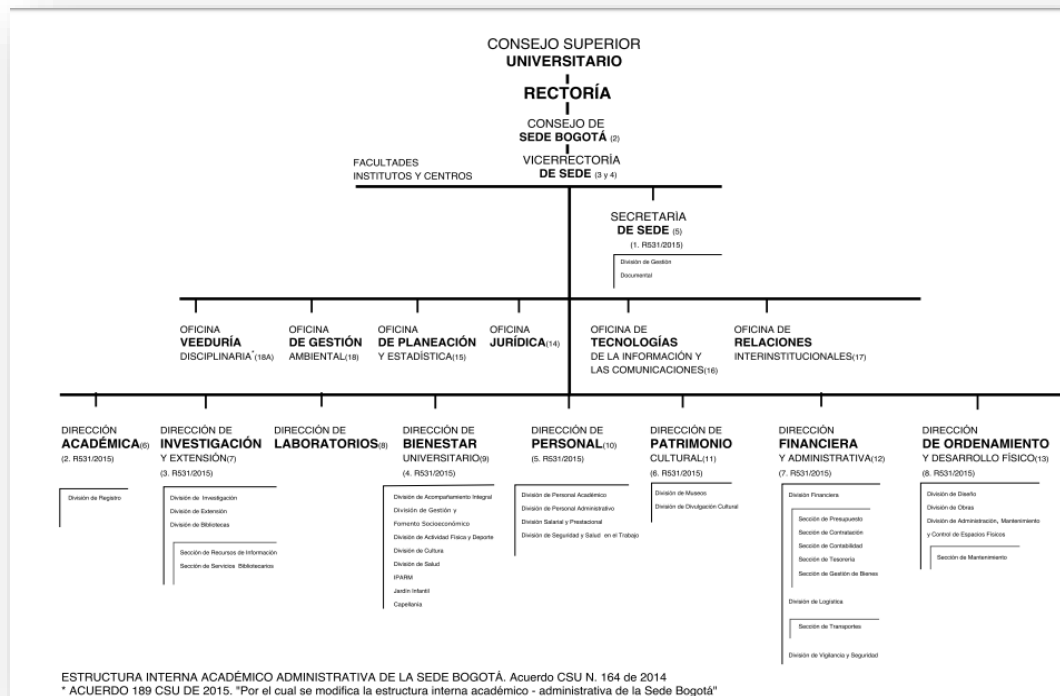 CONSEJO SUPERIOR
UNIVERSITARIO
RECTORÍA
CONSEJO DE
SEDE BOGOTÁ (2)
VICERRECTORÍA
DE SEDE (3 y 4)
FACULTADES
INSTITUTOS Y CENTROS
SECRETARÍA
DE SEDE (5)
(1. R531/2015)
División de Gestión
Documental
OFICINA
VEEDURÍA
DISCIPLINARIA*(18A)
OFICINA
DE GESTIÓN
AMBIENTAL(18)
OFICINA
DE PLANEACIÓN
Y ESTADÍSTICA(15)
OFICINA
JURÍDICA(14)
OFICINA DE
TECNOLOGÍAS
DE LA INFORMACIÓN Y
LAS COMUNICACIONES(16)
OFICINA DE
RELACIONES
INTERINSTITUCIONALES(17)
DIRECCIÓN
ACADÉMICA(6)
(2. R531/2015)
División de Registro
DIRECCIÓN DE
INVESTIGACIÓN
Y EXTENSIÓN(7)
(3. R531/2015)
División de Investigación
División de Extensión
División de Bibliotecas
Sección de Recursos de Información
Sección de Servicios Bibliotecarios
DIRECCIÓN DE
LABORATORIOS(8)
DIRECCIÓN DE
BIENESTAR
UNIVERSITARIO(9)
(4. R531/2015)
División de Acompañamiento Integral
División de Gestión y
Fomento Socioeconómico
División de Actividad Física y Deporte
División de Cultura
División de Salud
IPARM
Jardín Infantil
Capellanía
DIRECCIÓN DE
PERSONAL(10)
(5. R531/2015)
División de Personal Académico
División de Personal Administrativo
División Salarial y Prestacional
División de Seguridad y Salud en el Trabajo
DIRECCIÓN DE
PATRIMONIO
CULTURAL(11)
(6. R531/2015)
División de Museos
División de Divulgación Cultural
DIRECCIÓN
FINANCIERA
Y ADMINISTRATIVA(12)
(7. R531/2015)
División Financiera
Sección de Presupuesto
Sección de Contratación
Sección de Contabilidad
Sección de Tesorería
Sección de Gestión de Bienes
División de Logística
Sección de Transportes
División de Vigilancia y Seguridad
DIRECCIÓN
DE ORDENAMIENTO
Y DESARROLLO FÍSICO(13)
(8. R531/2015)
División de Diseño
División de Obras
División de Administración, Mantenimiento
y Control de Espacios Físicos
Sección de Mantenimiento
ESTRUCTURA INTERNA ACADÉMICO ADMINISTRATIVA DE LA SEDE BOGOTÁ. Acuerdo CSU N. 164 de 2014
* ACUERDO 189 CSU DE 2015. "Por el cual se modifica la estructura interna académico - administrativa de la Sede Bogotá"